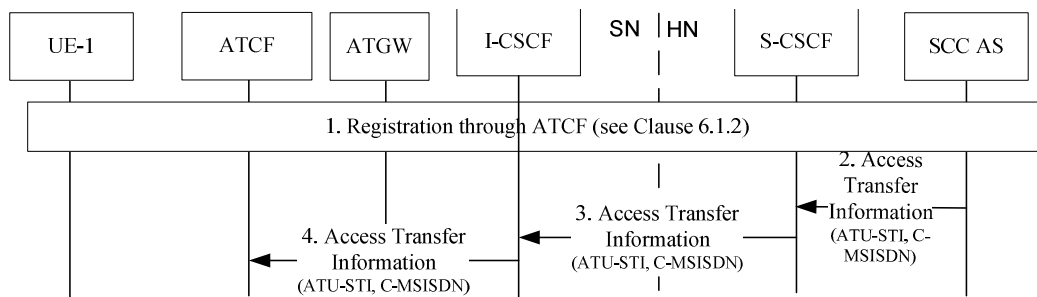 UE-1
ATCF
ATGW
I-CSCF
SN
HN
S-CSCF
SCC AS
1. Registration through ATCF (see Clause 6.1.2)
2. Access
Transfer
Information
(ATU-STI, C-
MSISDN)
3. Access Transfer
Information
(ATU-STI, C-MSISDN)
4. Access Transfer
Information
(ATU-STI, C-MSISDN)